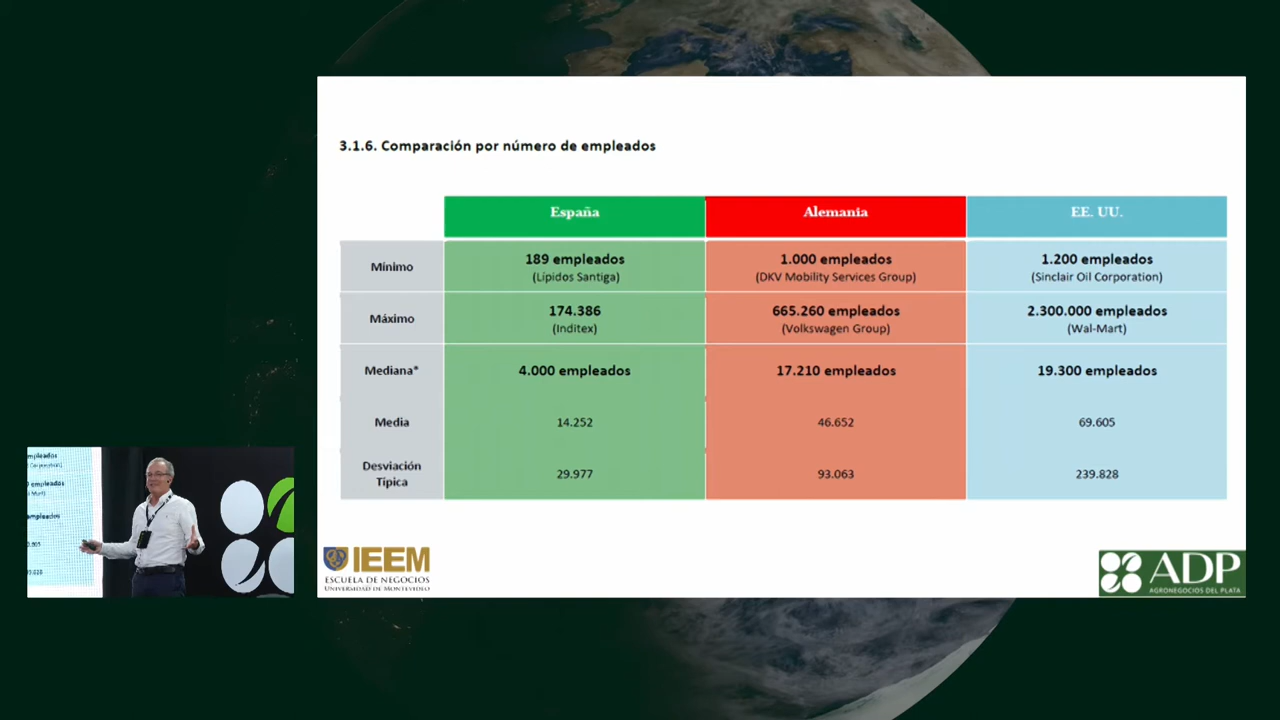 3.1.6. Comparación por número de empleados
España
Alemania
EE. UU.
Mínimo
189 empleados
(Lípidos Santiga)
1.000 empleados
(DKV Mobility Services Group)
1.200 empleados
(Sinclair Oil Corporation)
Máximo
174.386
(Inditex)
665.260 empleados
(Volkswagen Group)
2.300.000 empleados
(Wal-Mart)
Mediana*
4.000 empleados
17.210 empleados
19.300 empleados
Media
14.252
46.652
69.605
Desviación
Típica
29.977
93.063
239.828
IEEM
ESCUELA DE NEGOCIOS
UNIVERSIDAD DE MONTEVIDEO
ADP
AGRONEGOCIOS DEL PLATA